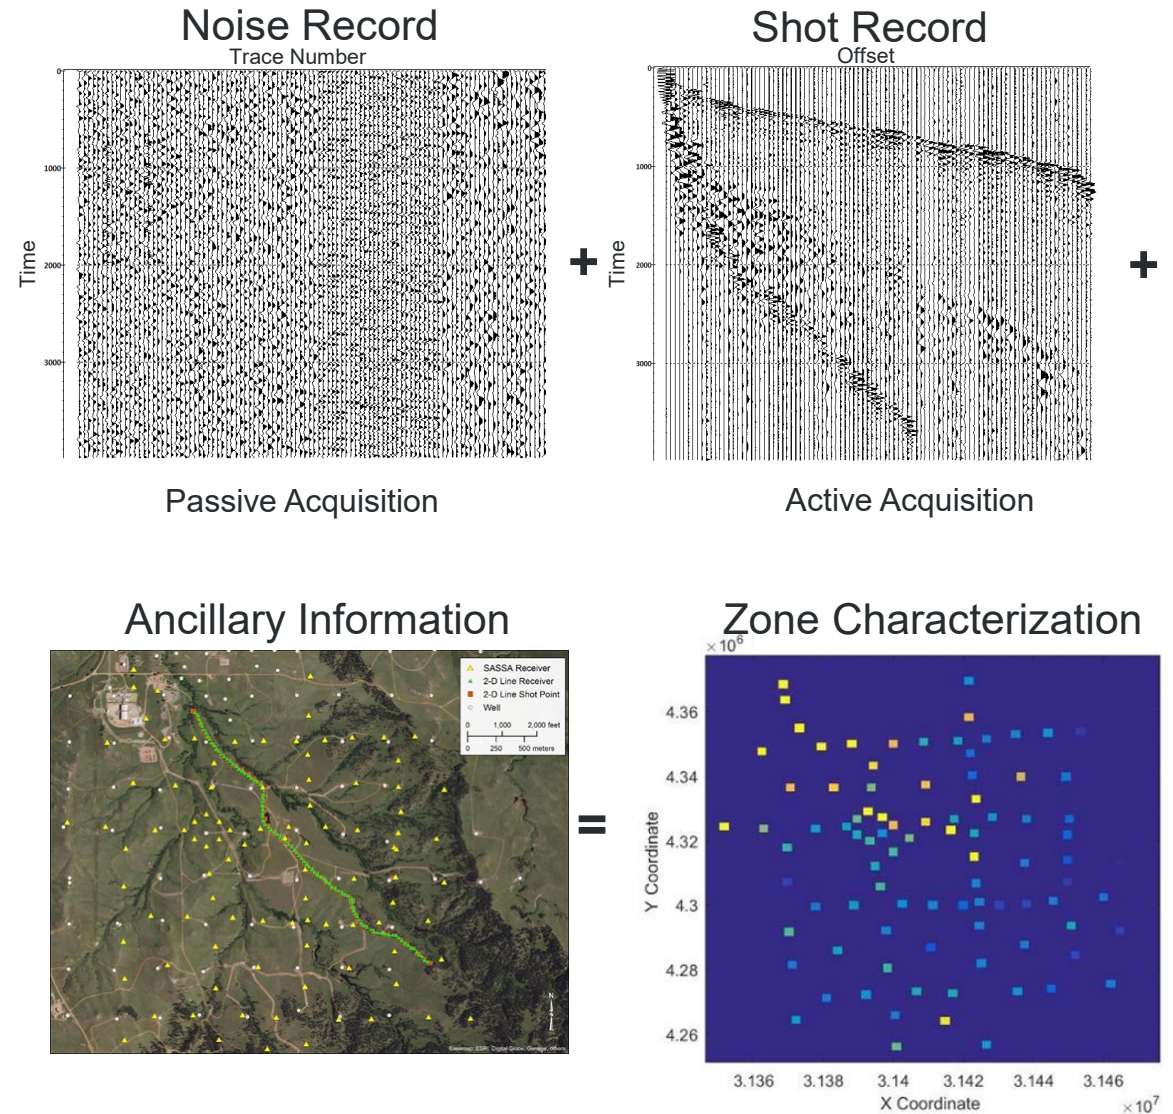 Noise Record
Trace Number
0
1000
2000
3000
Time
Passive Acquisition
+
Shot Record
Offset
0
1000
2000
3000
Time
Active Acquisition
+
Ancillary Information
SASSA Receiver
2-D Line Receiver
2-D Line Shot Point
Well
0 1,000 2,000 feet
0 250 500 meters
N
=
Zone Characterization
× 10⁶
4.36
4.34
4.32
4.3
4.28
4.26
Y Coordinate
3.136 3.138 3.14 3.142 3.144 3.146
X Coordinate
×10⁷